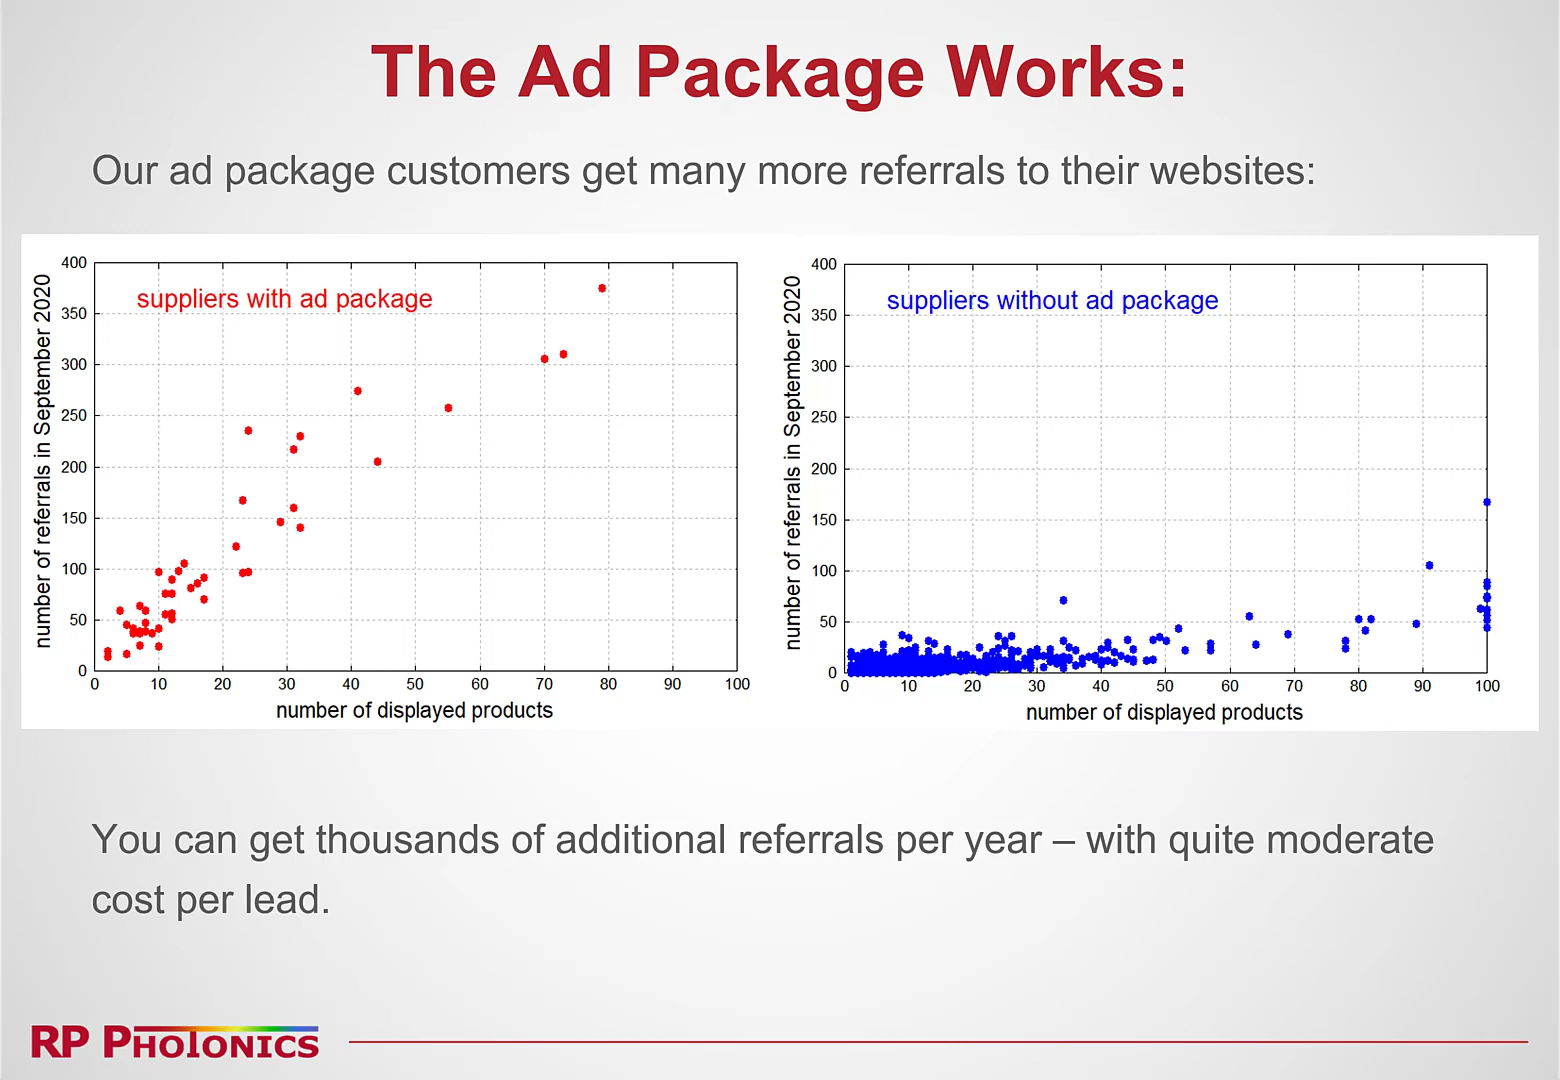 The Ad Package Works:
Our ad package customers get many more referrals to their websites:
number of referrals in September 2020
400
350
300
250
200
150
100
50
0
suppliers with ad package
0 10 20 30 40 50 60 70 80 90 100
number of displayed products
number of referrals in September 2020
400
350
300
250
200
150
100
50
0
suppliers without ad package
0 10 20 30 40 50 60 70 80 90 100
number of displayed products
You can get thousands of additional referrals per year – with quite moderate
cost per lead.
RP PHOTONICS